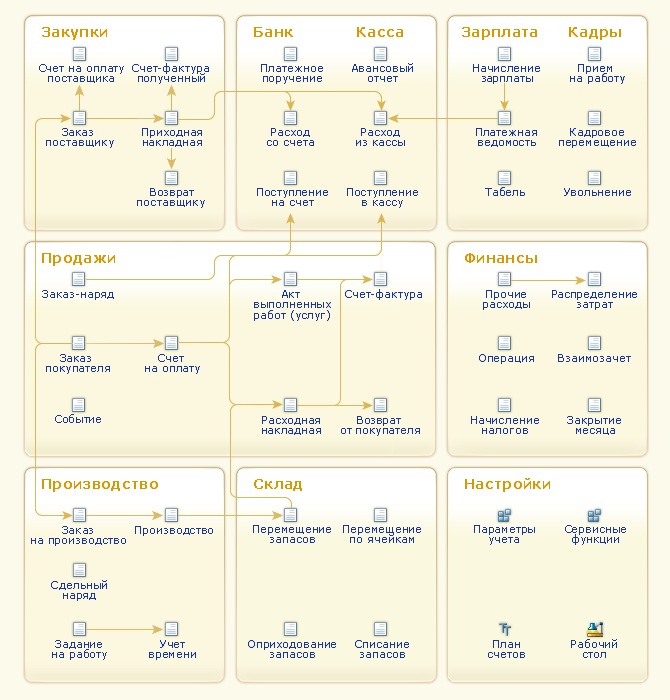 Закупки
Счет на оплату
поставщика
Счет-фактура
полученный
Заказ
поставщику
Приходная
накладная
Возврат
поставщику
Банк
Касса
Платежное
поручение
Авансовый
отчет
Расход
со счета
Расход
из кассы
Поступление
на счет
Поступление
в кассу
Зарплата
Кадры
Начисление
зарплаты
Прием
на работу
Платежная
ведомость
Кадровое
перемещение
Табель
Увольнение
Продажи
Заказ-наряд
Акт
выполненных
работ (услуг)
Счет-фактура
Заказ
покупателя
Счет
на оплату
Событие
Расходная
накладная
Возврат
от покупателя
Финансы
Прочие
расходы
Распределение
затрат
Операция
Взаимозачет
Начисление
налогов
Закрытие
месяца
Производство
Заказ
на производство
Производство
Сдельный
наряд
Задание
на работу
Учет
времени
Склад
Перемещение
запасов
Перемещение
по ячейкам
Оприходование
запасов
Списание
запасов
Настройки
Параметры
учета
Сервисные
функции
План
счетов
Рабочий
стол